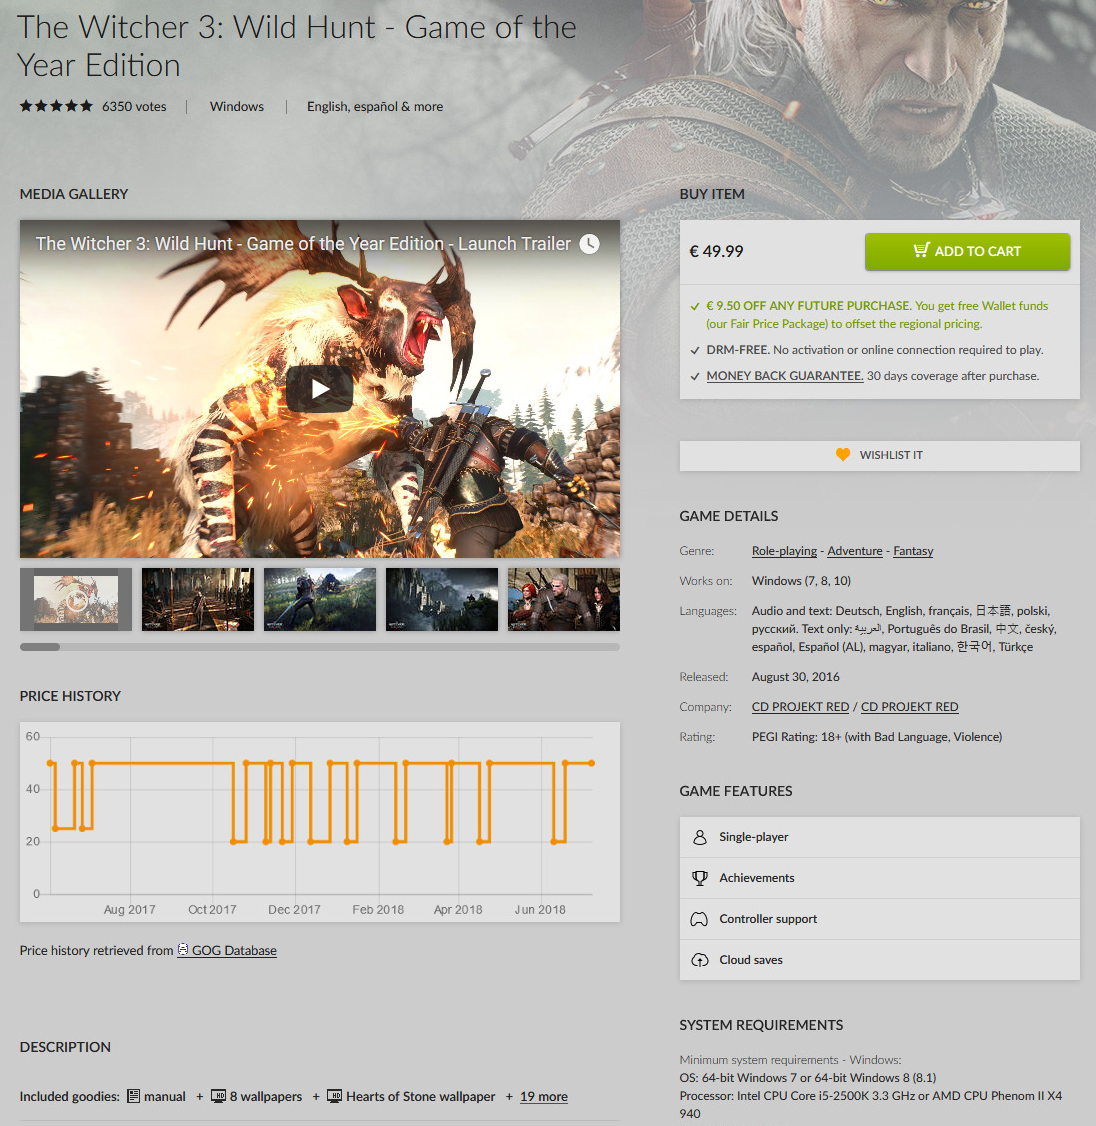 The Witcher 3: Wild Hunt - Game of the
Year Edition
6350 votes
Windows
English, español & more
MEDIA GALLERY
The Witcher 3: Wild Hunt - Game of the Year Edition - Launch Trailer
PRICE HISTORY
60
40
20
0
Aug 2017
Oct 2017
Dec 2017
Feb 2018
Apr 2018
Jun 2018
Price history retrieved from GOG Database
DESCRIPTION
Included goodies: manual + HD 8 wallpapers + HD Hearts of Stone wallpaper + 19 more
BUY ITEM
€ 49.99
ADD TO CART
€ 9.50 OFF ANY FUTURE PURCHASE. You get free Wallet funds
(our Fair Price Package) to offset the regional pricing.
DRM-FREE. No activation or online connection required to play.
MONEY BACK GUARANTEE. 30 days coverage after purchase.
WISHLIST IT
GAME DETAILS
Genre: Role-playing - Adventure - Fantasy
Works on: Windows (7, 8, 10)
Languages: Audio and text: Deutsch, English, français, 日本語, polski,
русский. Text only: العربية, Português do Brasil, 中文, český,
español, Español (AL), magyar, italiano, 한국어, Türkçe
Released: August 30, 2016
Company: CD PROJEKT RED / CD PROJEKT RED
Rating: PEGI Rating: 18+ (with Bad Language, Violence)
GAME FEATURES
Single-player
Achievements
Controller support
Cloud saves
SYSTEM REQUIREMENTS
Minimum system requirements - Windows:
OS: 64-bit Windows 7 or 64-bit Windows 8 (8.1)
Processor: Intel CPU Core i5-2500K 3.3 GHz or AMD CPU Phenom II X4
940